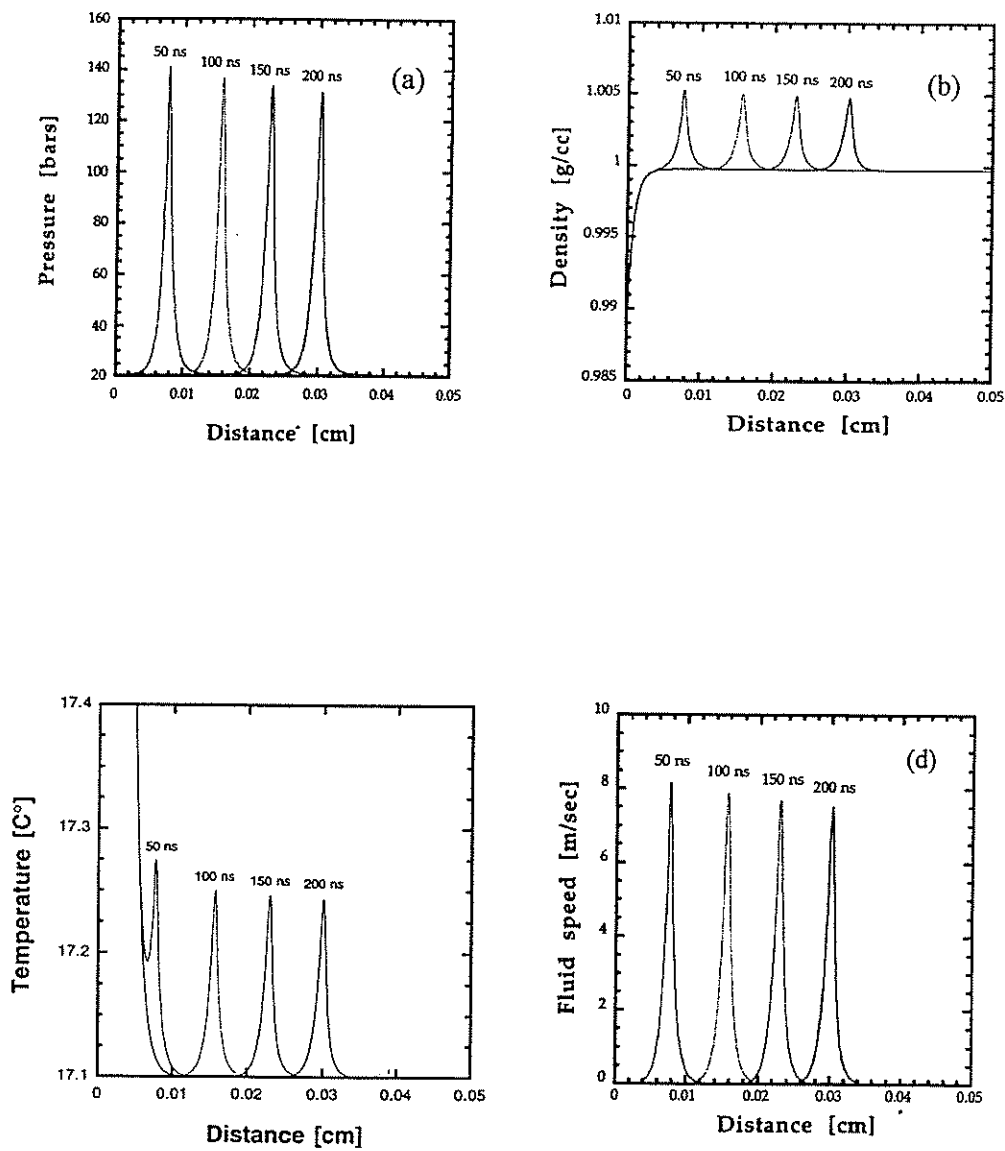 (a)
50 ns
100 ns
150 ns
200 ns
160
140
120
100
80
60
40
20
Pressure [bars]
0
0.01
0.02
0.03
0.04
0.05
Distance [cm]
(b)
50 ns
100 ns
150 ns
200 ns
1.01
1.005
1
0.995
0.99
0.985
Density [g/cc]
0
0.01
0.02
0.03
0.04
0.05
Distance [cm]
50 ns
100 ns
150 ns
200 ns
17.4
17.3
17.2
17.1
Temperature [C°]
0
0.01
0.02
0.03
0.04
0.05
Distance [cm]
(d)
50 ns
100 ns
150 ns
200 ns
10
8
6
4
2
0
Fluid speed [m/sec]
0
0.01
0.02
0.03
0.04
0.05
Distance [cm]